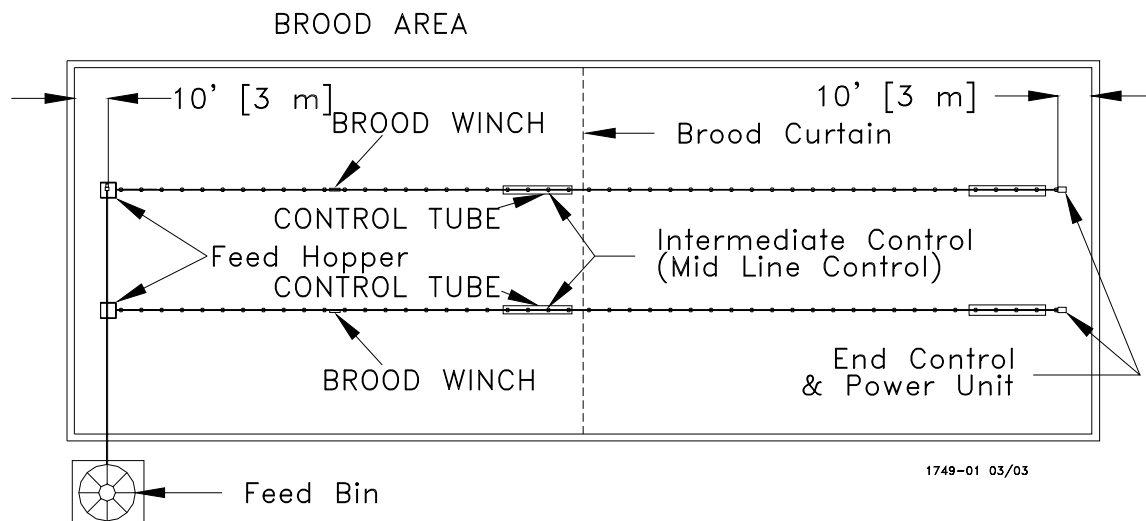 BROOD AREA
10' [3 m]
10' [3 m]
BROOD WINCH
Brood Curtain
CONTROL TUBE
Intermediate Control
(Mid Line Control)
Feed Hopper
CONTROL TUBE
End Control
& Power Unit
BROOD WINCH
1749-01 03/03
Feed Bin